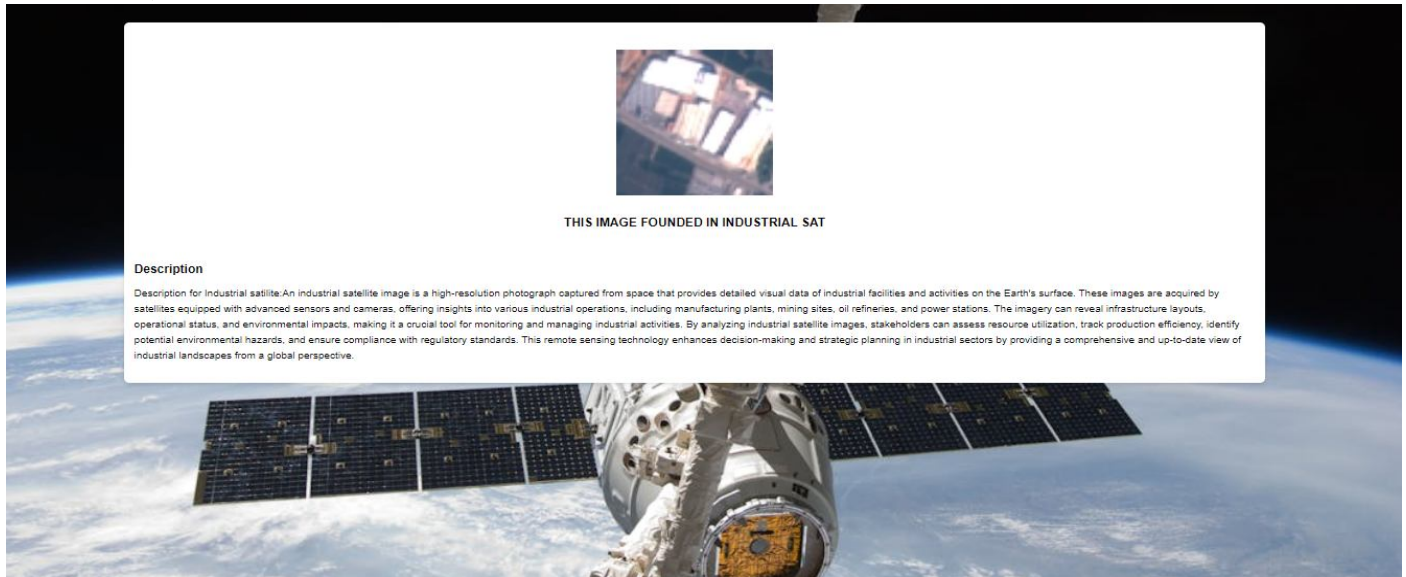 THIS IMAGE FOUNDED IN INDUSTRIAL SAT
Description
Description for Industrial satilite:An industrial satellite image is a high-resolution photograph captured from space that provides detailed visual data of industrial facilities and activities on the Earth's surface. These images are acquired by
satellites equipped with advanced sensors and cameras, offering insights into various industrial operations, including manufacturing plants, mining sites, oil refineries, and power stations. The imagery can reveal infrastructure layouts,
operational status, and environmental impacts, making it a crucial tool for monitoring and managing industrial activities. By analyzing industrial satellite images, stakeholders can assess resource utilization, track production efficiency, identify
potential environmental hazards, and ensure compliance with regulatory standards. This remote sensing technology enhances decision-making and strategic planning in industrial sectors by providing a comprehensive and up-to-date view of
industrial landscapes from a global perspective.